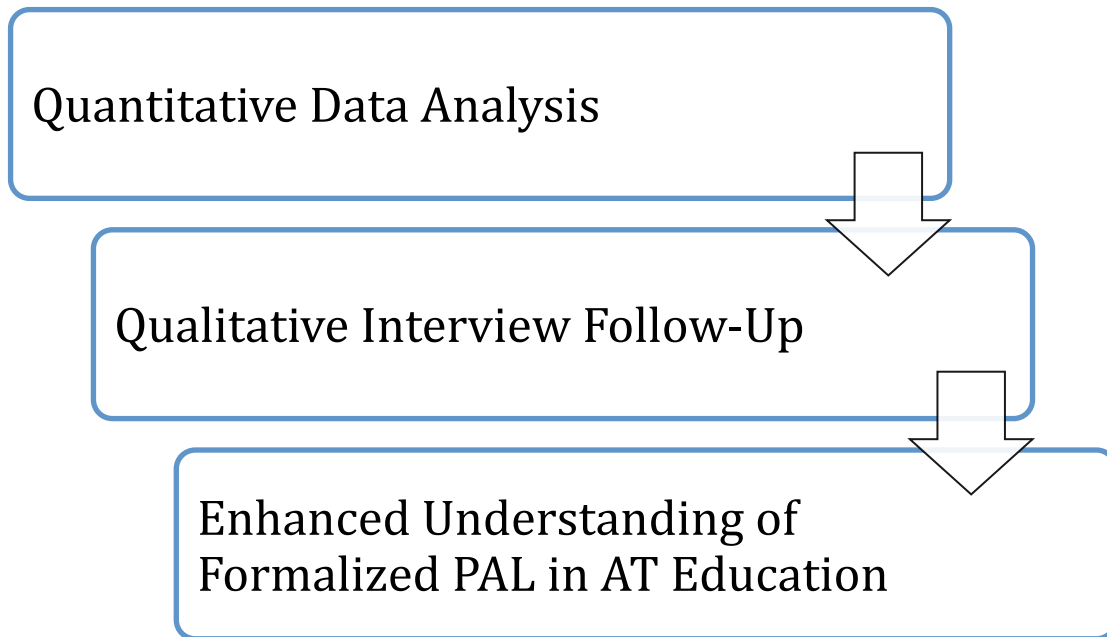 Quantitative Data Analysis
Qualitative Interview Follow-Up
Enhanced Understanding of
Formalized PAL in AT Education